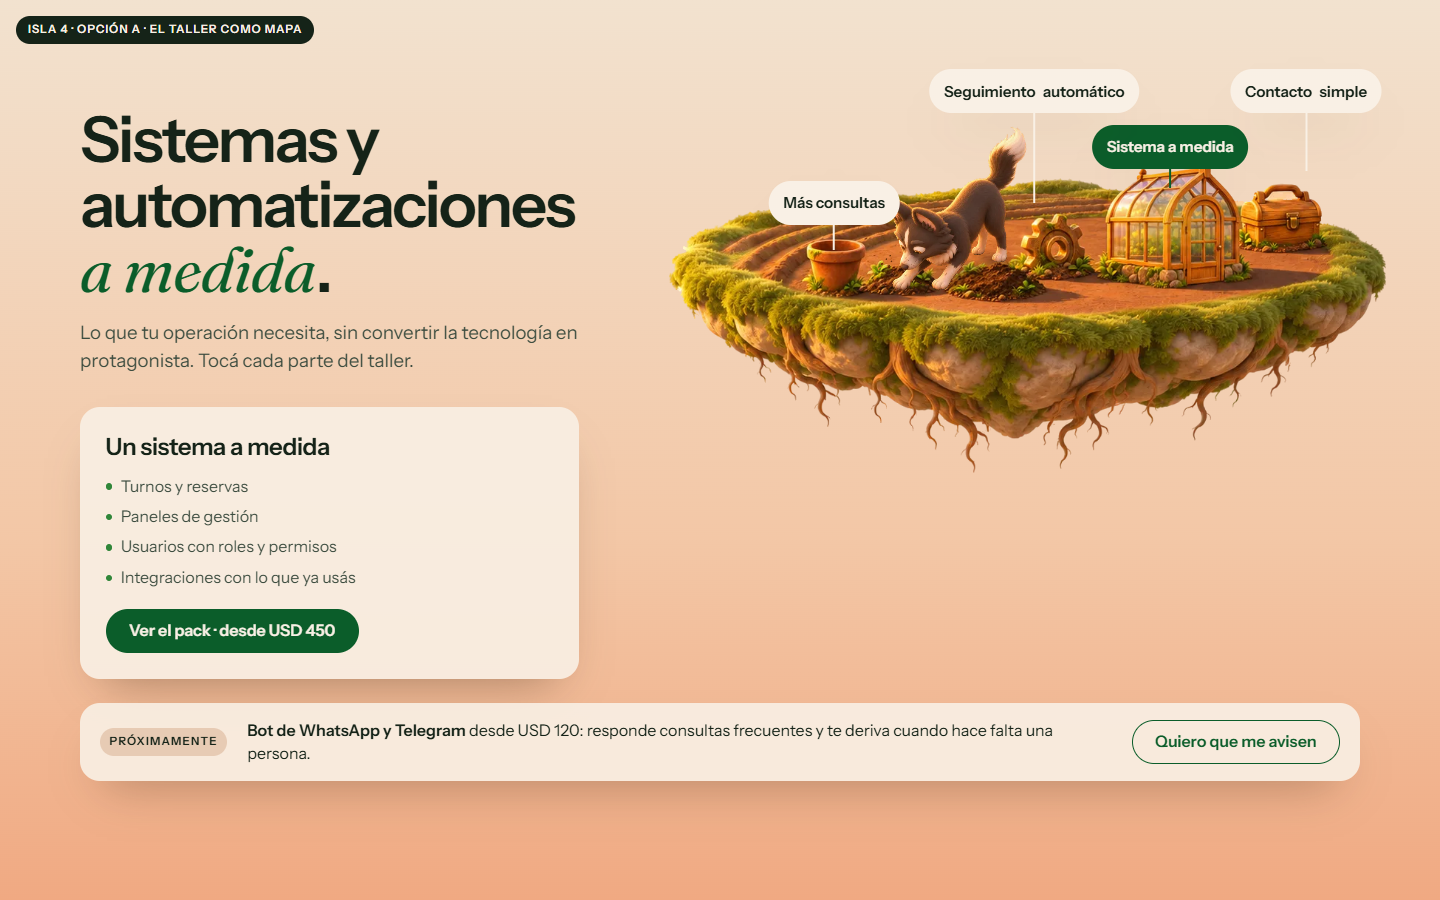 ISLA 4 · OPCIÓN A · EL TALLER COMO MAPA
Sistemas y
automatizaciones
a medida.
Lo que tu operación necesita, sin convertir la tecnología en
protagonista. Tocá cada parte del taller.
Seguimiento automático
Contacto simple
Sistema a medida
Más consultas
Un sistema a medida
Turnos y reservas
Paneles de gestión
Usuarios con roles y permisos
Integraciones con lo que ya usás
Ver el pack · desde USD 450
PRÓXIMAMENTE
Bot de WhatsApp y Telegram desde USD 120: responde consultas frecuentes y te deriva cuando hace falta una
persona.
Quiero que me avisen